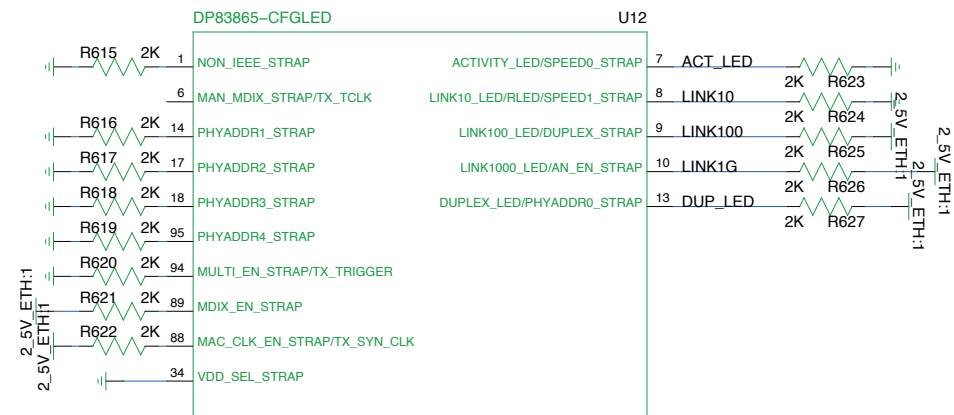 DP83865-CFGLED U12
R615 2K 1 NON_IEEE_STRAP ACTIVITY_LED/SPEED0_STRAP 7 ACT_LED
2K R623
6 MAN_MDIX_STRAP/TX_TCLK LINK10_LED/RLED/SPEED1_STRAP 8 LINK10
2K R624
R616 2K 14 PHYADDR1_STRAP LINK100_LED/DUPLEX_STRAP 9 LINK100
2_5V_ETH:1
2K R625
R617 2K 17 PHYADDR2_STRAP LINK1000_LED/AN_EN_STRAP 10 LINK1G
2_5V_ETH:1
2K R626
R618 2K 18 PHYADDR3_STRAP DUPLEX_LED/PHYADDR0_STRAP 13 DUP_LED
2_5V_ETH:1
2K R627
R619 2K 95 PHYADDR4_STRAP
R620 2K 94 MULTI_EN_STRAP/TX_TRIGGER
R621 2K 89 MDIX_EN_STRAP
2_5V_ETH:1
R622 2K 88 MAC_CLK_EN_STRAP/TX_SYN_CLK
2_5V_ETH:1
34 VDD_SEL_STRAP